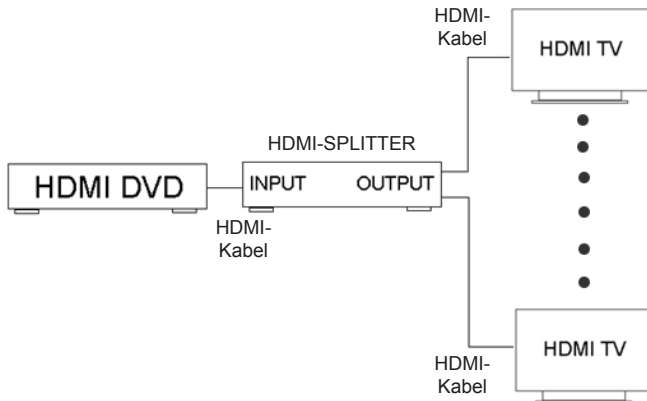 HDMI-
Kabel
HDMI TV
HDMI-SPLITTER
HDMI DVD
INPUT OUTPUT
HDMI-
Kabel
HDMI TV
HDMI-
Kabel